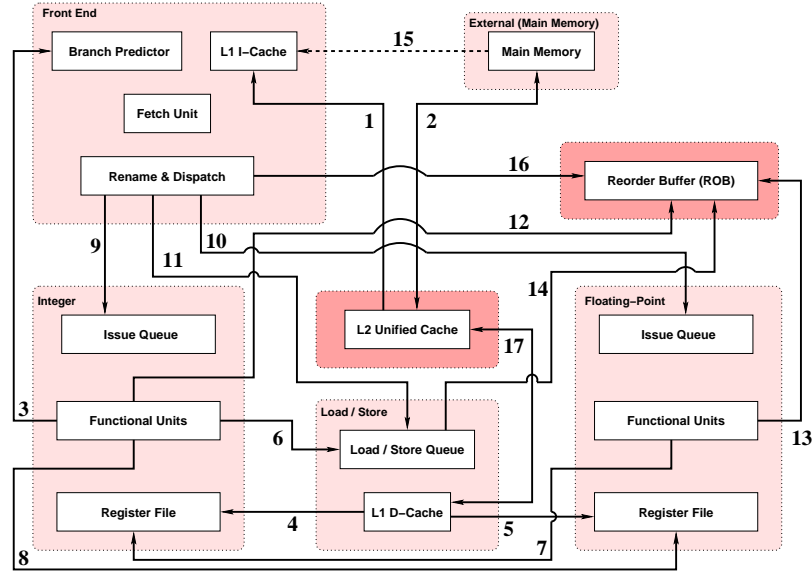 Front End
External (Main Memory)
Branch Predictor
L1 I-Cache
15
Main Memory
Fetch Unit
1
2
Rename & Dispatch
16
Reorder Buffer (ROB)
9
11
10
12
14
Integer
Floating-Point
Issue Queue
L2 Unified Cache
17
Issue Queue
3
Functional Units
6
Load / Store
Load / Store Queue
Functional Units
13
Register File
4
L1 D-Cache
5
Register File
8
7